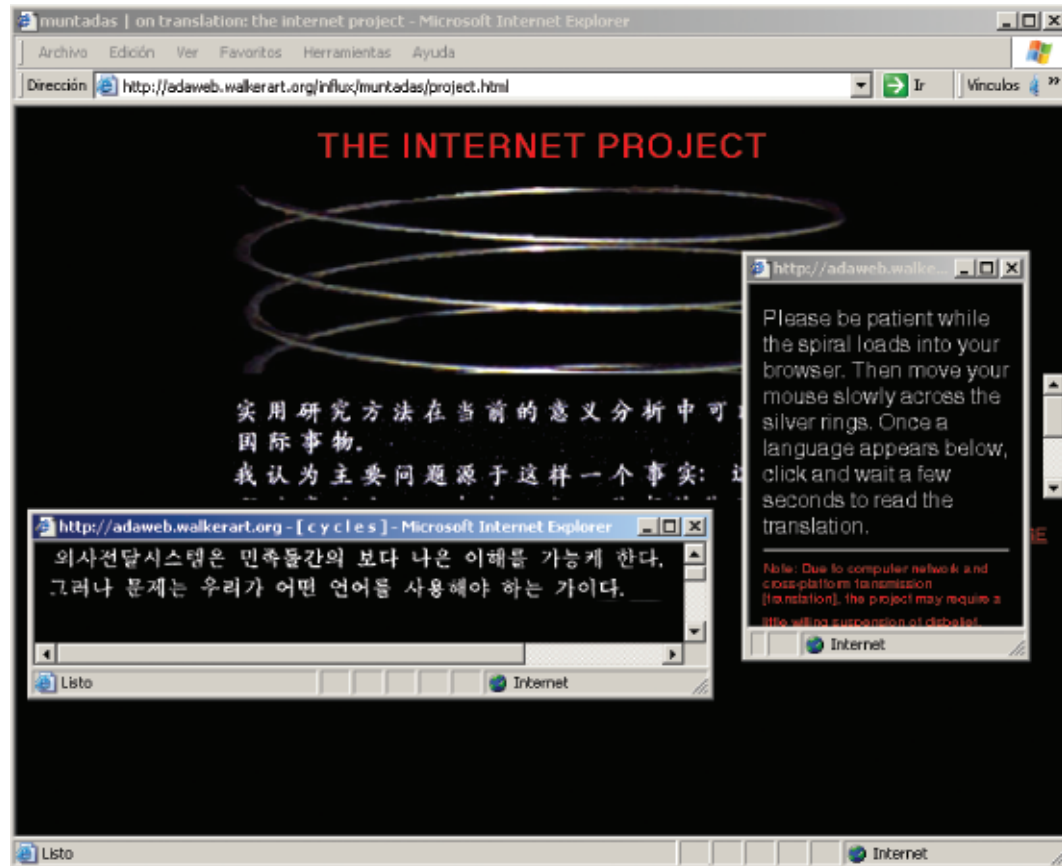 muntadas | on translation: the internet project - Microsoft Internet Explorer
Archivo Edición Ver Favoritos Herramientas Ayuda
Dirección http://adaweb.walkerart.org/influx/muntadas/project.html Ir Vínculos »
THE INTERNET PROJECT
实用研究方法在当前的意义分析中可
国际事物.
我认为主要问题源于这样一个事实:
http://adaweb.walke...
Please be patient while
the spiral loads into your
browser. Then move your
mouse slowly across the
silver rings. Once a
language appears below,
click and wait a few
seconds to read the
translation.
Note: Due to computer network and
cross-platform transmission
[translation], the project may require a
little willing suspension of disbelief.
Internet
http://adaweb.walkerart.org - [ c y c l e s ] - Microsoft Internet Explorer
의사전달시스템은 민족들간의 보다 나은 이해를 가능케 한다.
그러나 문제는 우리가 어떤 언어를 사용해야 하는 가이다.
Listo Internet
Listo Internet